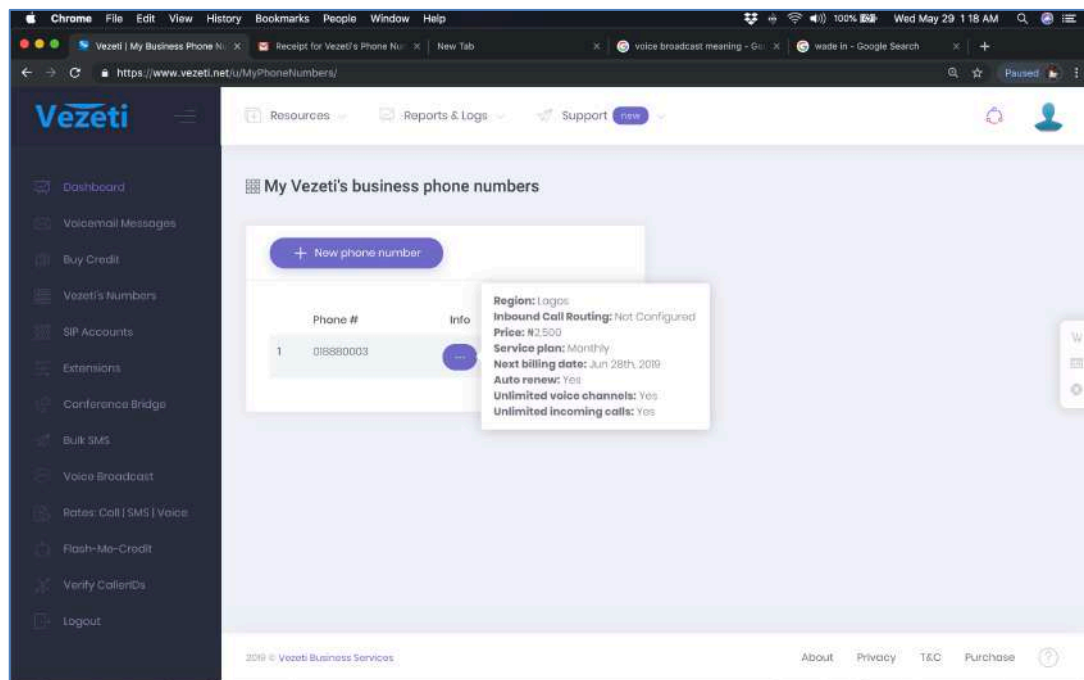 Chrome File Edit View History Bookmarks People Window Help 100% Wed May 29 1 18 AM
Vezeti | My Business Phone Nu × Receipt for Vezeti's Phone Nu × New Tab × voice broadcast meaning - Go × wade in - Google Search × +
https://www.vezeti.net/u/MyPhoneNumbers/ Paused
Vezeti Resources Reports & Logs Support new
My Vezeti's business phone numbers
Dashboard
Voicemail Messages
Buy Credit
Vezeti's Numbers
SIP Accounts
Extensions
Conference Bridge
Bulk SMS
Voice Broadcast
Rates: Call | SMS | Voice
Flash-Me-Credit
Verify CallerIDs
Logout
+ New phone number
Phone # Info
1 018880003 ...
Region: Lagos
Inbound Call Routing: Not Configured
Price: ₦2,500
Service plan: Monthly
Next billing date: Jun 28th, 2019
Auto renew: Yes
Unlimited voice channels: Yes
Unlimited incoming calls: Yes
2019 © Vezeti Business Services About Privacy T&C Purchase ?